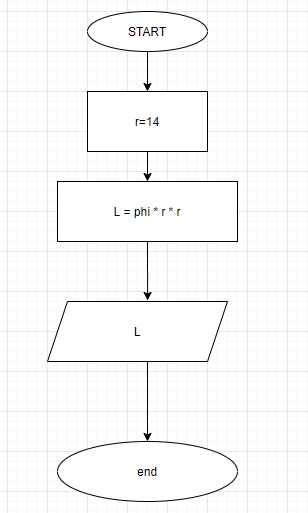 START
r=14
L = phi * r * r
L
end